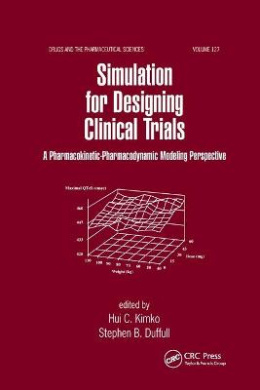 DRUGS AND THE PHARMACEUTICAL SCIENCES VOLUME 127
Simulation
for Designing
Clinical Trials
A Pharmacokinetic-Pharmacodynamic Modeling Perspective
edited by
Hui C. Kimko
Stephen B. Duffull
CRC Press
Taylor & Francis Group